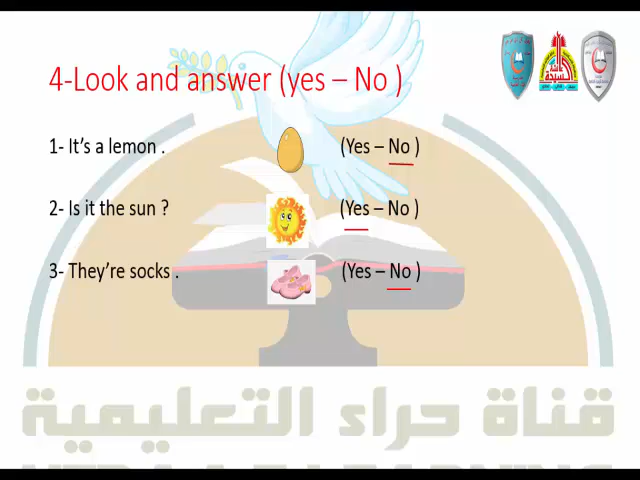 4-Look and answer (yes – No )
1- It's a lemon . (Yes – No )
2- Is it the sun ? (Yes – No )
3- They're socks . (Yes – No )
قناة حراء التعليمية